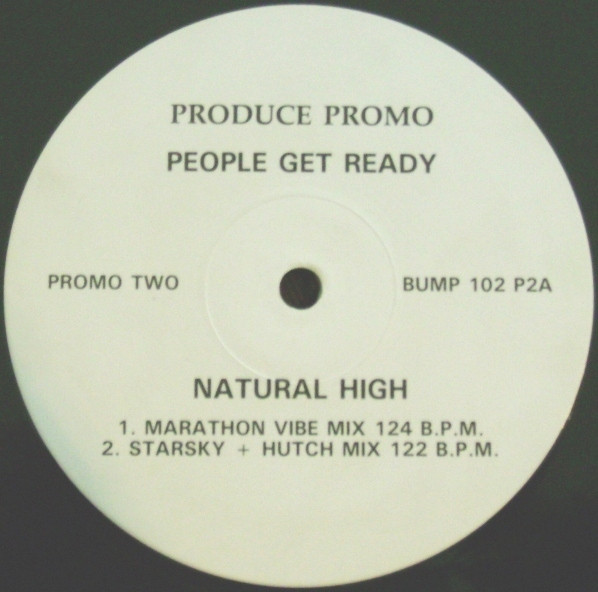 PRODUCE PROMO
PEOPLE GET READY
PROMO TWO
BUMP 102 P2A
NATURAL HIGH
1. MARATHON VIBE MIX 124 B.P.M.
2. STARSKY + HUTCH MIX 122 B.P.M.